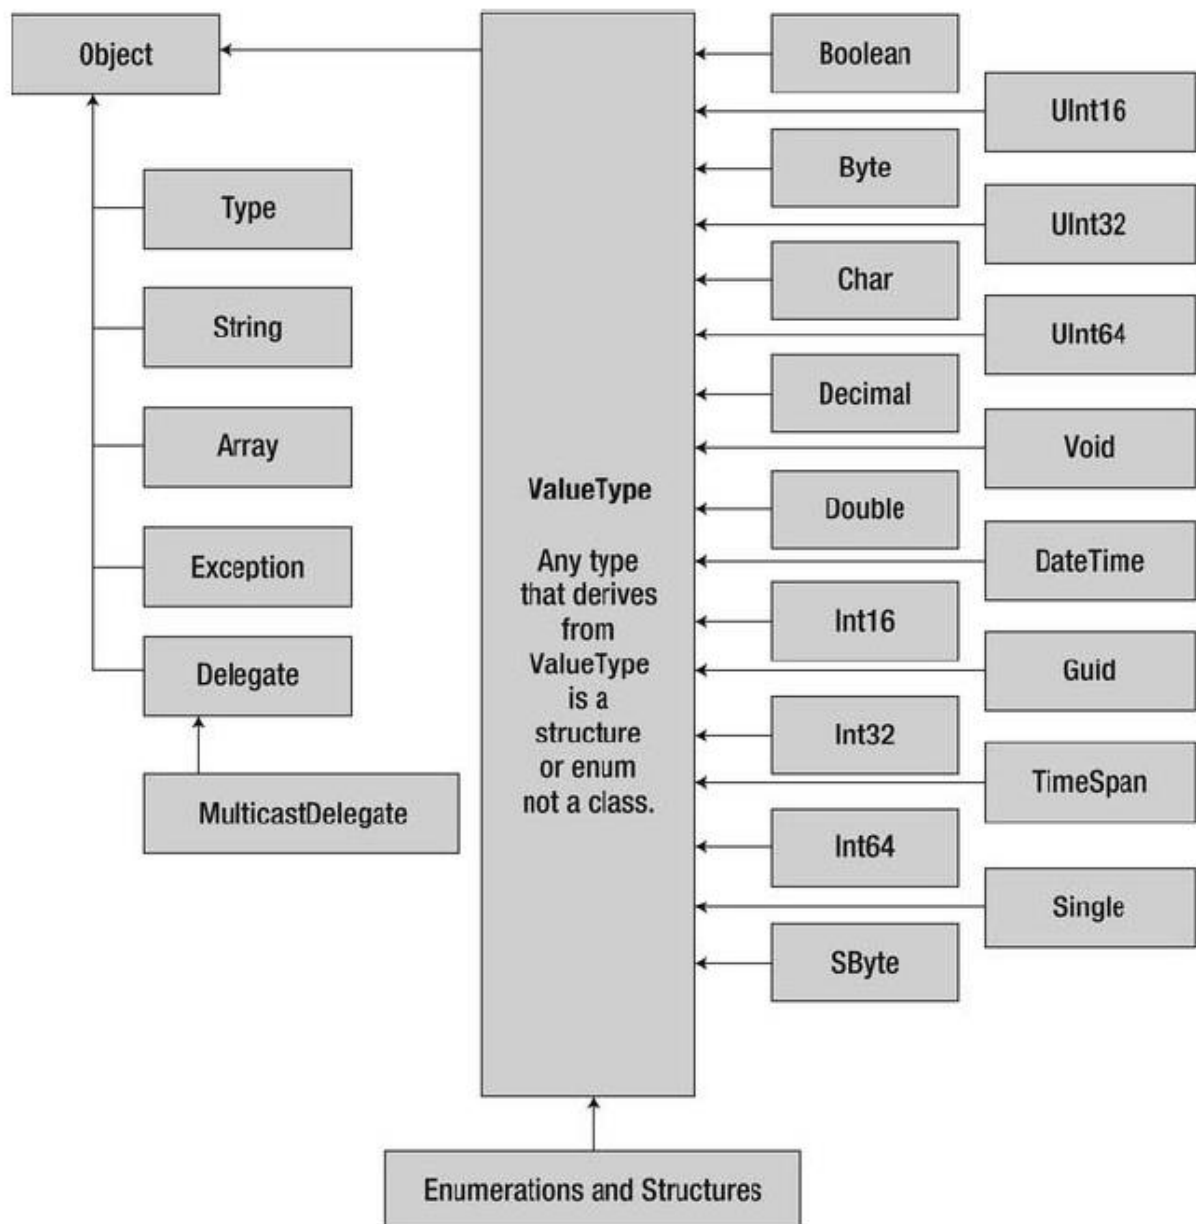 Object
Type
String
Array
Exception
Delegate
MulticastDelegate
ValueType
Any type
that derives
from
ValueType
is a
structure
or enum
not a class.
Boolean
UInt16
Byte
UInt32
Char
UInt64
Decimal
Void
Double
DateTime
Int16
Guid
Int32
TimeSpan
Int64
Single
SByte
Enumerations and Structures